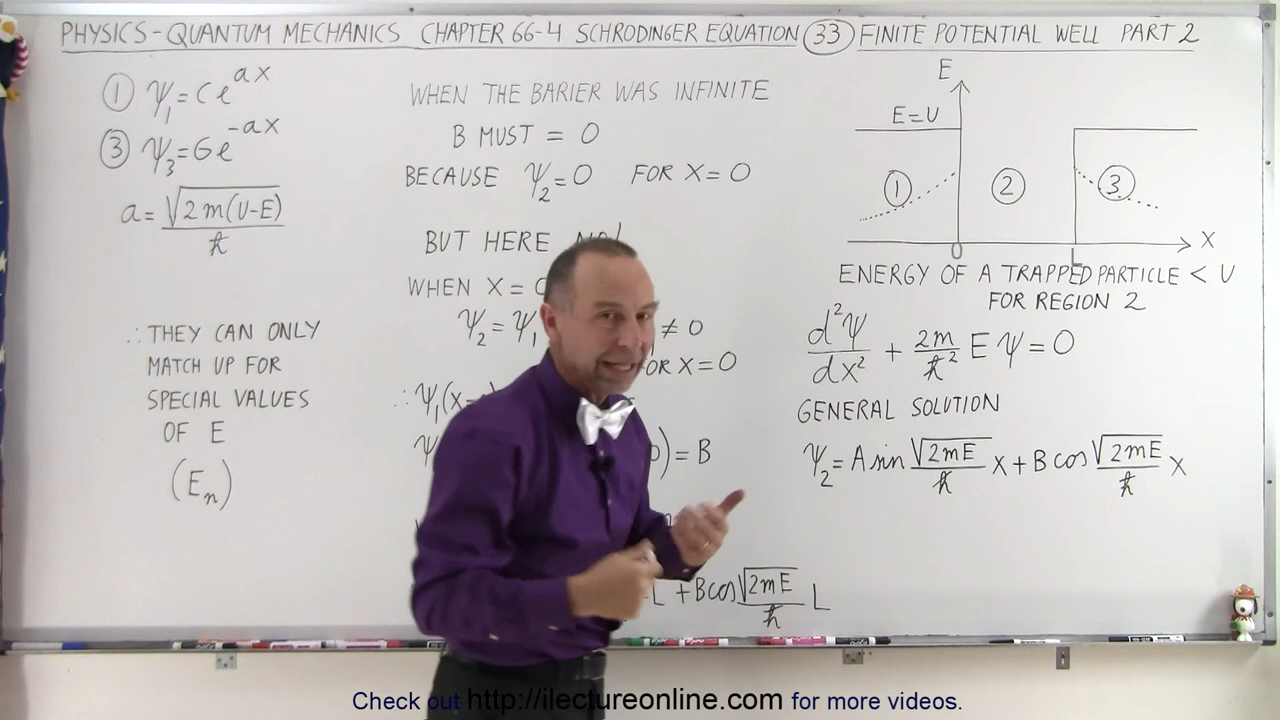 PHYSICS - QUANTUM MECHANICS CHAPTER 66-4 SCHRODINGER EQUATION 33 FINITE POTENTIAL WELL PART 2
① ψ₁ = Ce^{ax}
③ ψ₃ = Ge^{-ax}
a = √(2m(U-E)) / ħ
∴ THEY CAN ONLY
MATCH UP FOR
SPECIAL VALUES
OF E
(Eₙ)
WHEN THE BARIER WAS INFINITE
B MUST = 0
BECAUSE ψ₂ = 0 FOR X = 0
BUT HERE
WHEN X =
ψ₂ = ψ₁ ≠ 0
FOR X = 0
∴ ψ₁(X
) = B
L + B cos √(2mE)/ħ L
E
E = U
① ② ③
0 L X
ENERGY OF A TRAPPED PARTICLE < U
FOR REGION 2
d²ψ/dx² + 2m/ħ² E ψ = 0
GENERAL SOLUTION
ψ₂ = A sin √(2mE)/ħ X + B cos √(2mE)/ħ X
Check out http://ilectureonline.com for more videos.